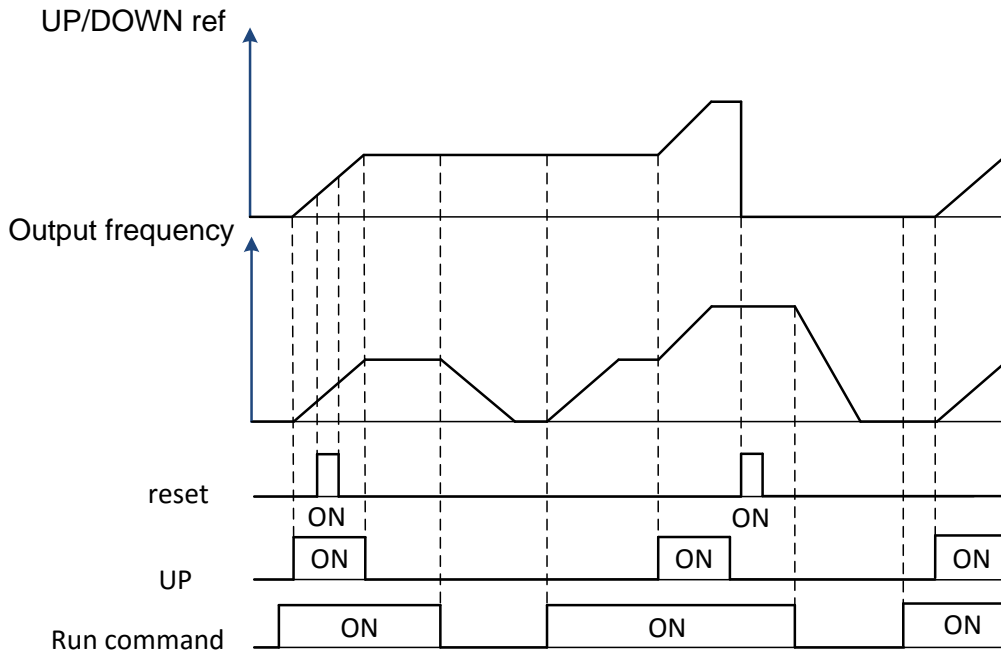 UP/DOWN ref
Output frequency
reset
ON
ON
UP
ON
ON
ON
Run command
ON
ON
ON